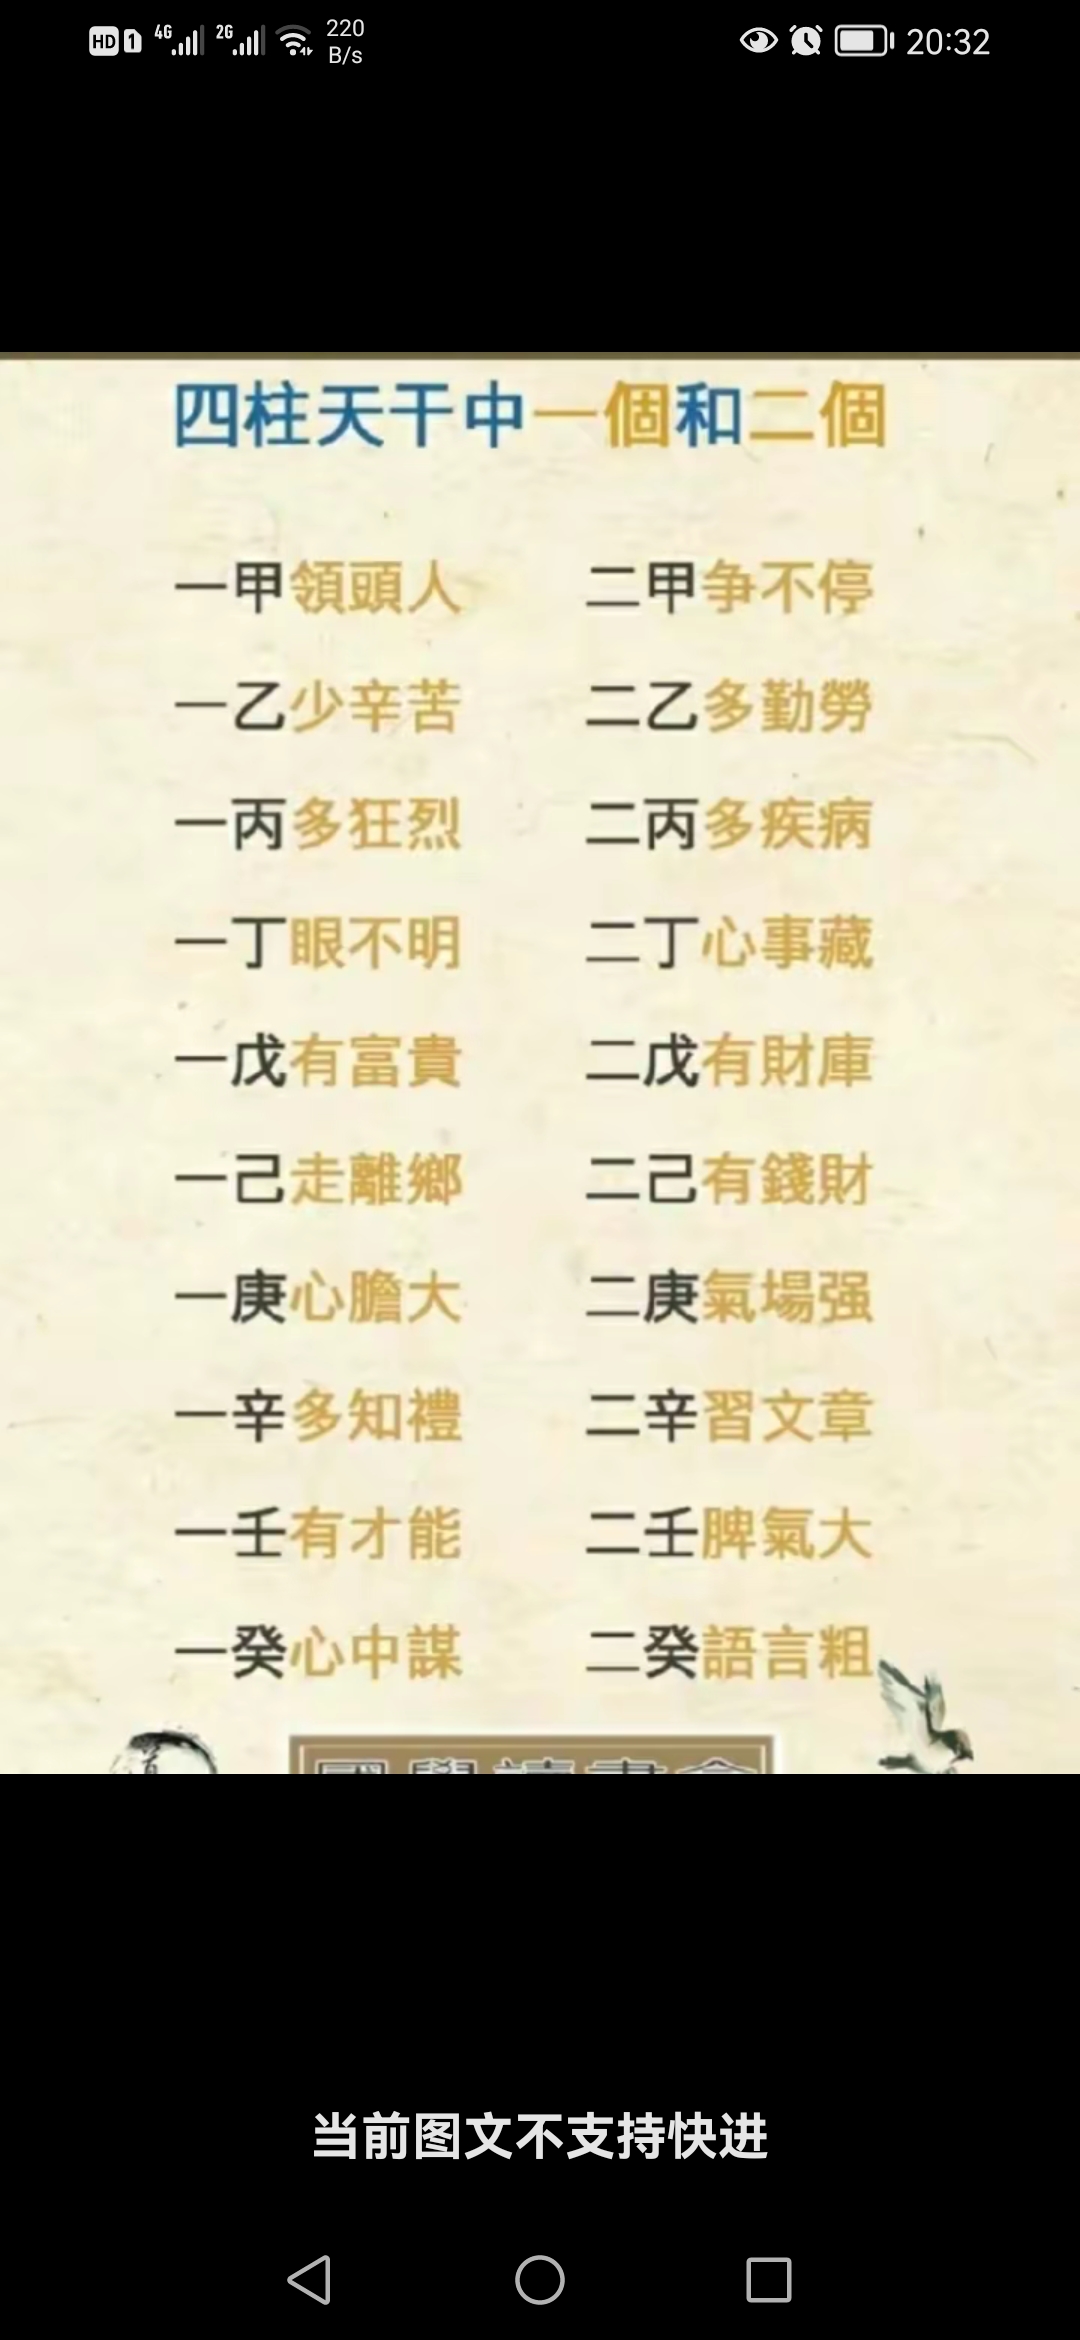 HD 1 4G 2G 220 B/s 20:32
四柱天干中一個和二個
一甲領頭人 二甲争不停
一乙少辛苦 二乙多勤勞
一丙多狂烈 二丙多疾病
一丁眼不明 二丁心事藏
一戊有富貴 二戊有財庫
一己走離鄉 二己有錢財
一庚心膽大 二庚氣場强
一辛多知禮 二辛習文章
一壬有才能 二壬脾氣大
一癸心中謀 二癸語言粗
國學讀書會
当前图文不支持快进